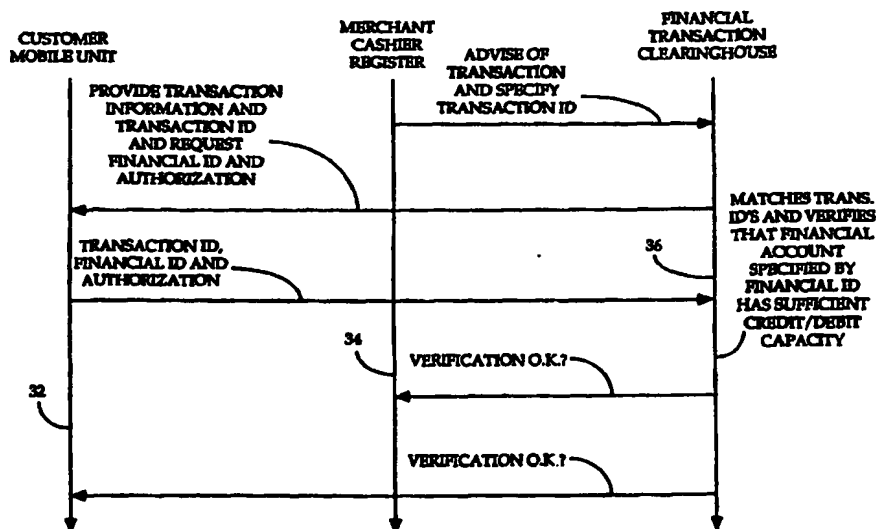 CUSTOMER
MOBILE UNIT
MERCHANT
CASHIER
REGISTER
FINANCIAL
TRANSACTION
CLEARINGHOUSE
ADVISE OF
TRANSACTION
AND SPECIFY
TRANSACTION ID
PROVIDE TRANSACTION
INFORMATION AND
TRANSACTION ID
AND REQUEST
FINANCIAL ID AND
AUTHORIZATION
TRANSACTION ID,
FINANCIAL ID AND
AUTHORIZATION
36
MATCHES TRANS.
ID'S AND VERIFIES
THAT FINANCIAL
ACCOUNT
SPECIFIED BY
FINANCIAL ID
HAS SUFFICIENT
CREDIT/DEBIT
CAPACITY
34
VERIFICATION O.K.?
32
VERIFICATION O.K.?